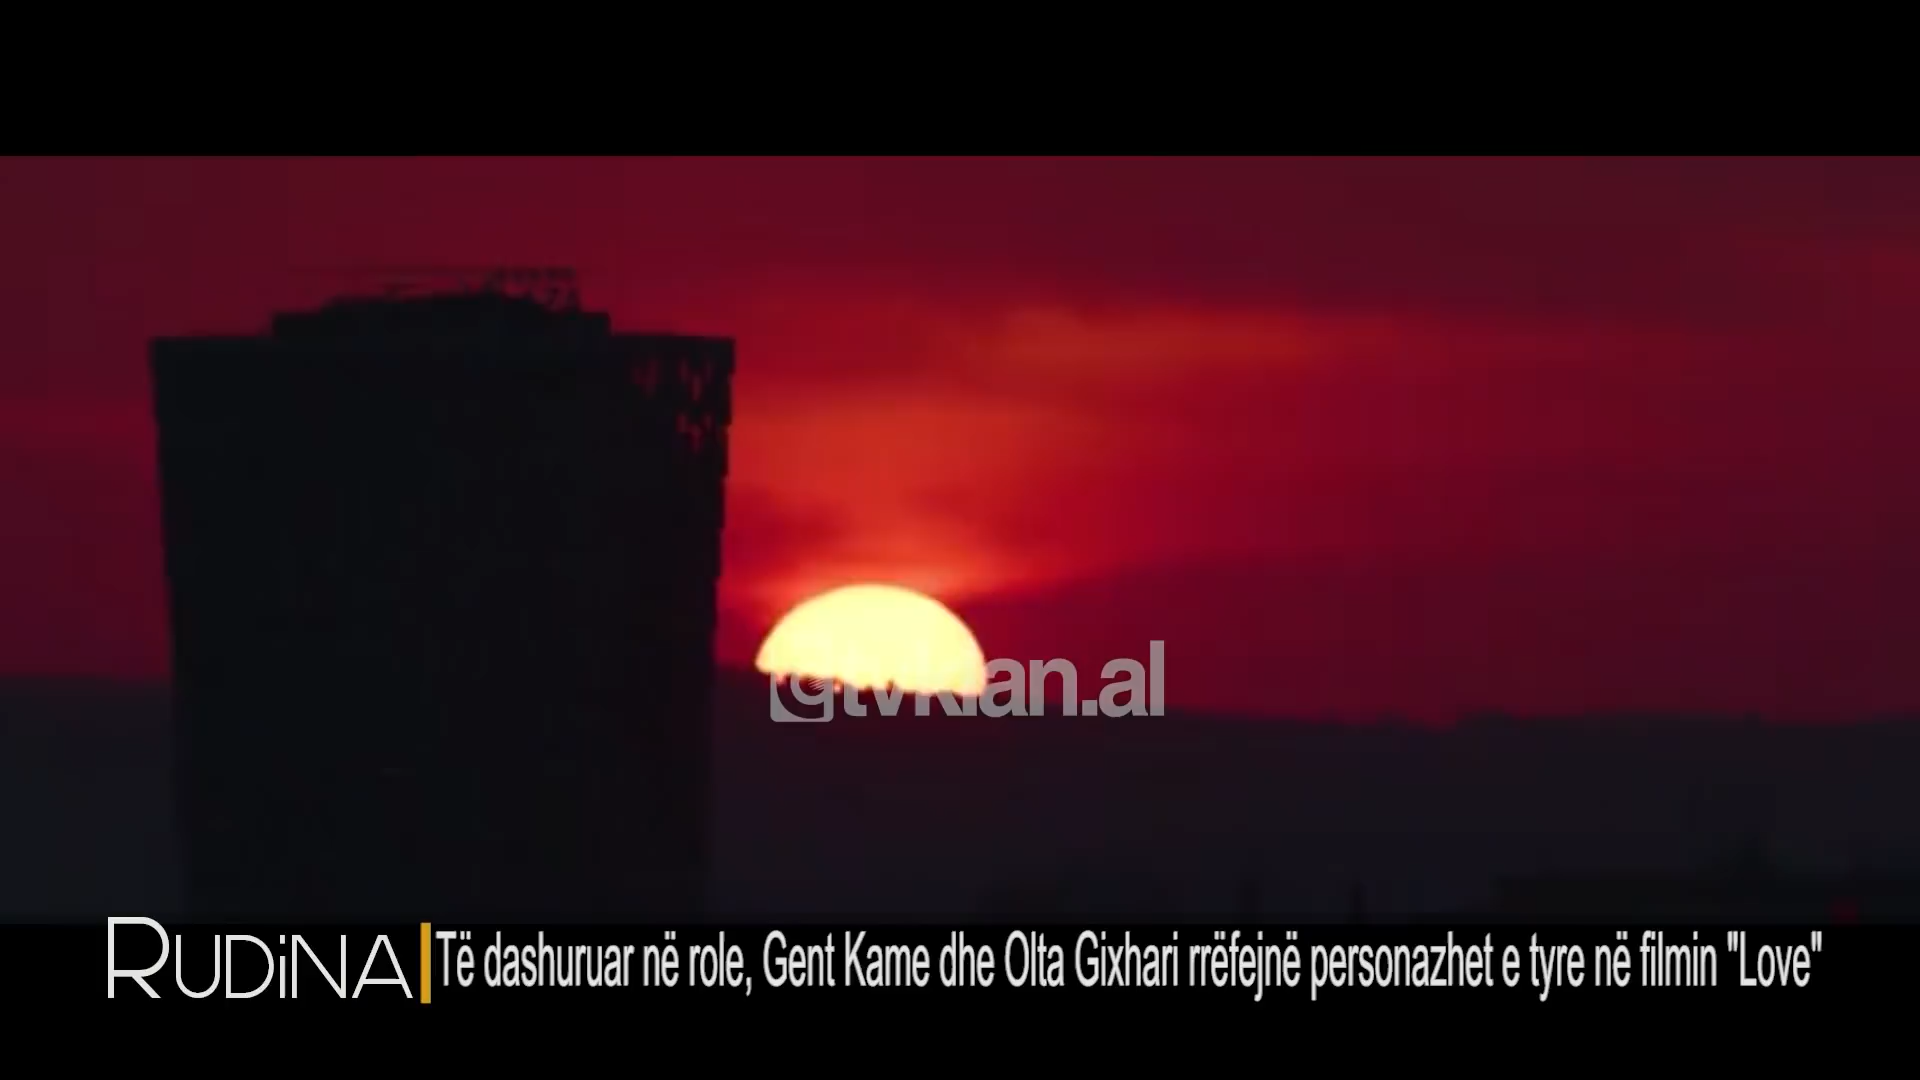 tvklan.al
RUDiNA
Të dashuruar në role, Gent Kame dhe Olta Gixhari rrëfejnë personazhet e tyre në filmin "Love"